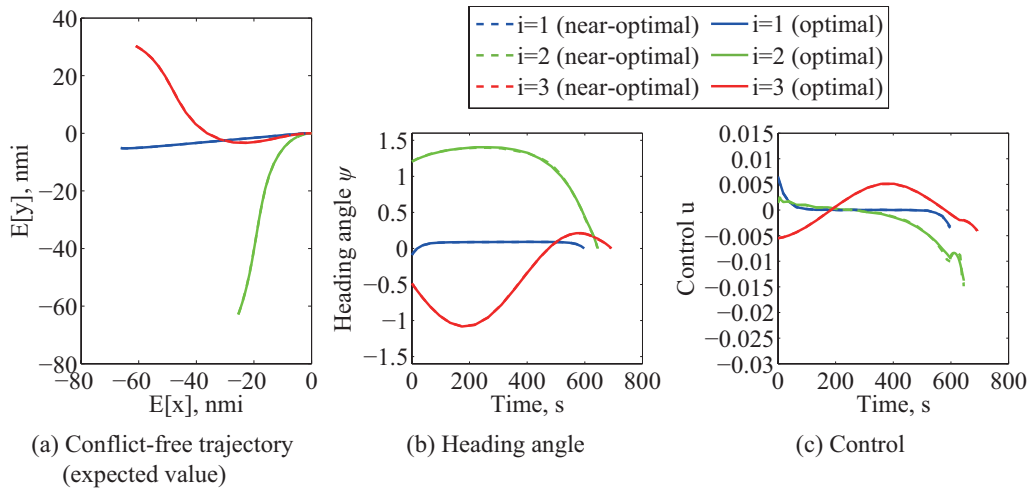 i=1 (near-optimal)
i=2 (near-optimal)
i=3 (near-optimal)
i=1 (optimal)
i=2 (optimal)
i=3 (optimal)
40
20
0
−20
−40
−60
−80
E[y], nmi
−80
−60
−40
−20
0
E[x], nmi
(a) Conflict-free trajectory
(expected value)
1.5
1
0.5
0
−0.5
−1
−1.5
Heading angle ψ
0
200
400
600
800
Time, s
(b) Heading angle
0.015
0.01
0.005
0
−0.005
−0.01
−0.015
−0.02
−0.025
−0.03
Control u
0
200
400
600
800
Time, s
(c) Control